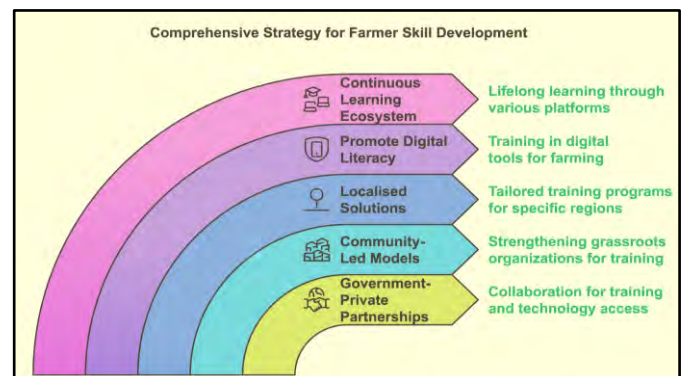 Comprehensive Strategy for Farmer Skill Development
Continuous
Learning
Ecosystem
Lifelong learning through
various platforms
Promote Digital
Literacy
Training in digital
tools for farming
Localised
Solutions
Tailored training programs
for specific regions
Community-
Led Models
Strengthening grassroots
organizations for training
Government-
Private
Partnerships
Collaboration for training
and technology access